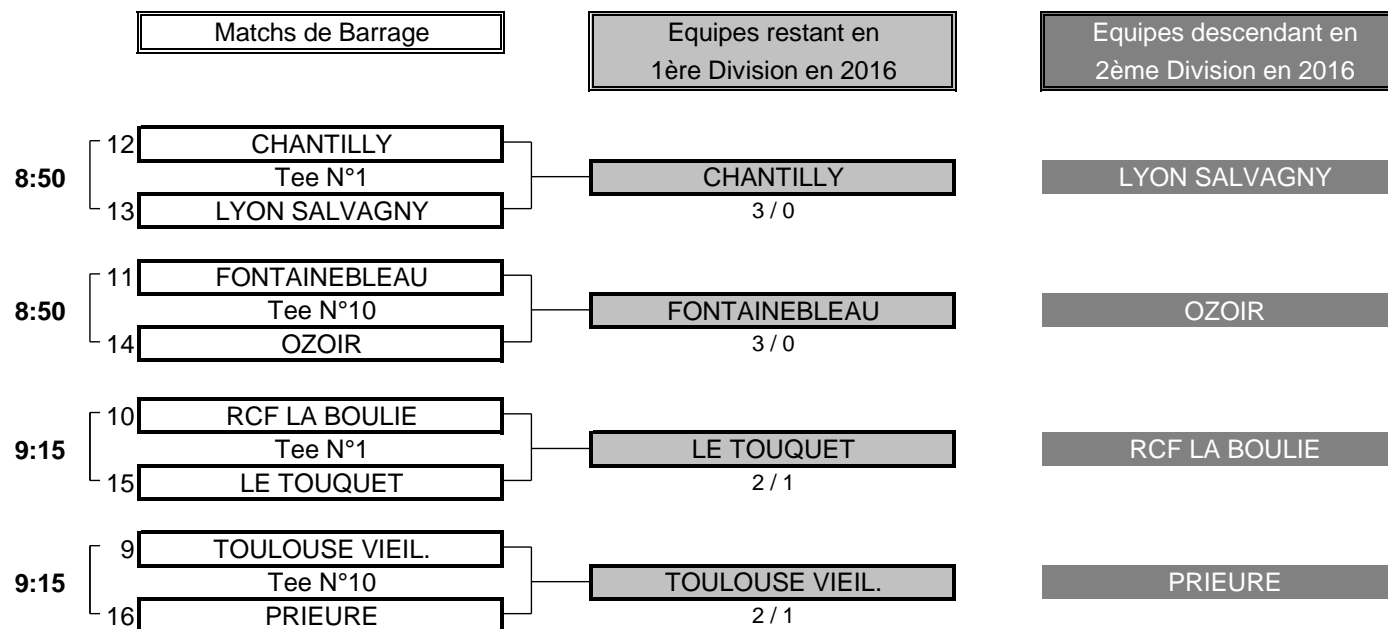 Matchs de Barrage
Equipes restant en
1ère Division en 2016
Equipes descendant en
2ème Division en 2016
12 CHANTILLY
8:50 Tee N°1 CHANTILLY LYON SALVAGNY
13 LYON SALVAGNY 3 / 0
11 FONTAINEBLEAU
8:50 Tee N°10 FONTAINEBLEAU OZOIR
14 OZOIR 3 / 0
10 RCF LA BOULIE
9:15 Tee N°1 LE TOUQUET RCF LA BOULIE
15 LE TOUQUET 2 / 1
9 TOULOUSE VIEIL.
9:15 Tee N°10 TOULOUSE VIEIL. PRIEURE
16 PRIEURE 2 / 1